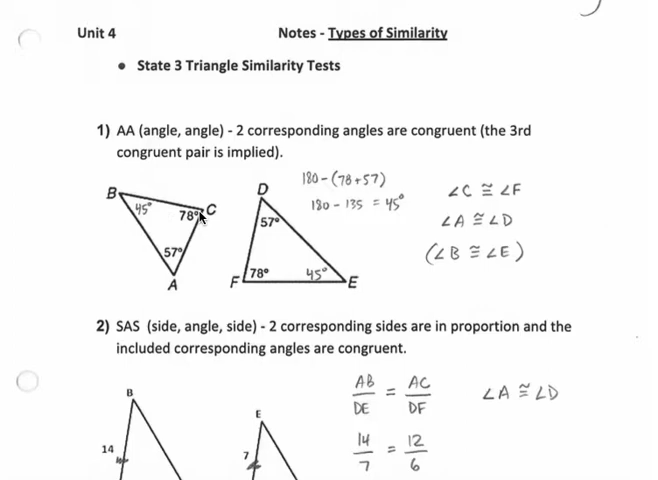 Unit 4
Notes - Types of Similarity
• State 3 Triangle Similarity Tests
1) AA (angle, angle) - 2 corresponding angles are congruent (the 3rd
congruent pair is implied).
B
45°
78°
C
57°
A
D
57°
F
78°
45°
E
180-(78+57)
180-135 = 45°
∠C ≅ ∠F
∠A ≅ ∠D
(∠B ≅ ∠E)
2) SAS (side, angle, side) - 2 corresponding sides are in proportion and the
included corresponding angles are congruent.
B
14
E
7
AB/DE = AC/DF
∠A ≅ ∠D
14/7 = 12/6